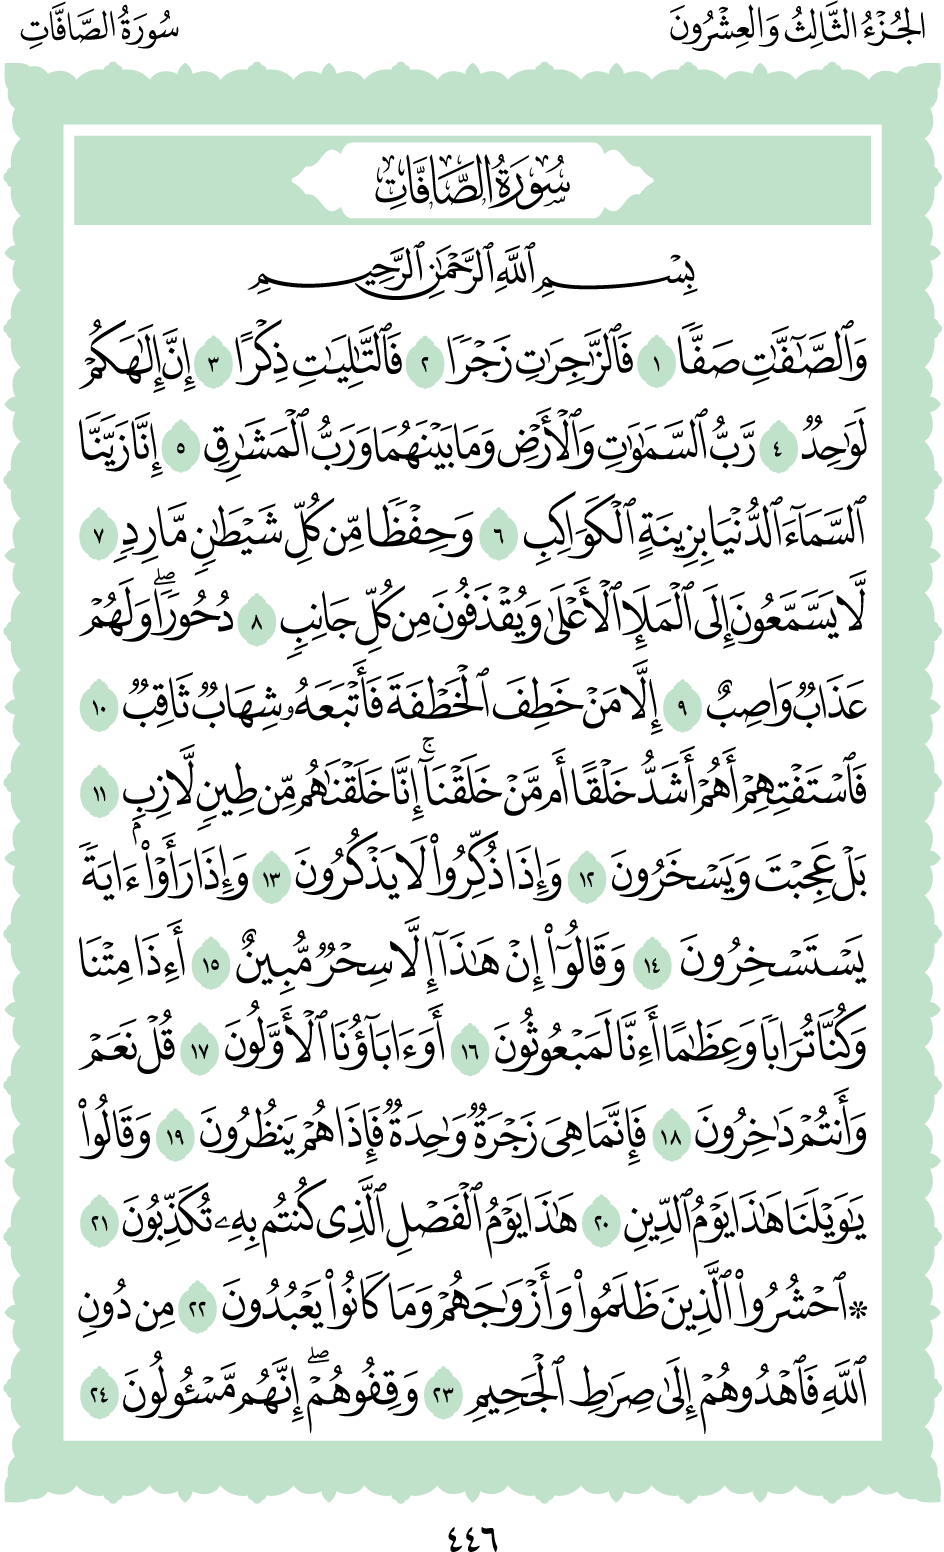 الجُزْءُ الثَّالِثُ وَالعِشْرُونَ
سُورَةُ الصَّافَّاتِ
سُورَةُ الصَّافَّاتِ
بِسْمِ ٱللَّهِ ٱلرَّحْمَٰنِ ٱلرَّحِيمِ
وَٱلصَّٰٓفَّٰتِ صَفًّا ١ فَٱلزَّٰجِرَٰتِ زَجْرًا ٢ فَٱلتَّٰلِيَٰتِ ذِكْرًا ٣ إِنَّ إِلَٰهَكُمْ
لَوَٰحِدٌ ٤ رَّبُّ ٱلسَّمَٰوَٰتِ وَٱلْأَرْضِ وَمَا بَيْنَهُمَا وَرَبُّ ٱلْمَشَٰرِقِ ٥ إِنَّا زَيَّنَّا
ٱلسَّمَآءَ ٱلدُّنْيَا بِزِينَةٍ ٱلْكَوَاكِبِ ٦ وَحِفْظًا مِّن كُلِّ شَيْطَٰنٍ مَّارِدٍ ٧
لَّا يَسَّمَّعُونَ إِلَى ٱلْمَلَإِ ٱلْأَعْلَىٰ وَيُقْذَفُونَ مِن كُلِّ جَانِبٍ ٨ دُحُورًاۖ وَلَهُمْ
عَذَابٌ وَاصِبٌ ٩ إِلَّا مَنْ خَطِفَ ٱلْخَطْفَةَ فَأَتْبَعَهُۥ شِهَابٌ ثَاقِبٌ ١٠
فَٱسْتَفْتِهِمْ أَهُمْ أَشَدُّ خَلْقًا أَم مَّنْ خَلَقْنَآۚ إِنَّا خَلَقْنَٰهُم مِّن طِينٍ لَّازِبٍۭ ١١
بَلْ عَجِبْتَ وَيَسْخَرُونَ ١٢ وَإِذَا ذُكِّرُوا۟ لَا يَذْكُرُونَ ١٣ وَإِذَا رَأَوْا۟ ءَايَةً
يَسْتَسْخِرُونَ ١٤ وَقَالُوٓا۟ إِنْ هَٰذَآ إِلَّا سِحْرٌ مُّبِينٌ ١٥ أَءِذَا مِتْنَا
وَكُنَّا تُرَابًا وَعِظَٰمًا أَءِنَّا لَمَبْعُوثُونَ ١٦ أَوَءَابَآؤُنَا ٱلْأَوَّلُونَ ١٧ قُلْ نَعَمْ
وَأَنتُمْ دَٰخِرُونَ ١٨ فَإِنَّمَا هِىَ زَجْرَةٌ وَٰحِدَةٌ فَإِذَا هُمْ يَنظُرُونَ ١٩ وَقَالُوا۟
يَٰوَيْلَنَا هَٰذَا يَوْمُ ٱلدِّينِ ٢٠ هَٰذَا يَوْمُ ٱلْفَصْلِ ٱلَّذِى كُنتُم بِهِۦ تُكَذِّبُونَ ٢١
* ٱحْشُرُوا۟ ٱلَّذِينَ ظَلَمُوا۟ وَأَزْوَٰجَهُمْ وَمَا كَانُوا۟ يَعْبُدُونَ ٢٢ مِن دُونِ
ٱللَّهِ فَٱهْدُوهُمْ إِلَىٰ صِرَٰطِ ٱلْجَحِيمِ ٢٣ وَقِفُوهُمْۖ إِنَّهُم مَّسْـُٔولُونَ ٢٤
٤٤٦